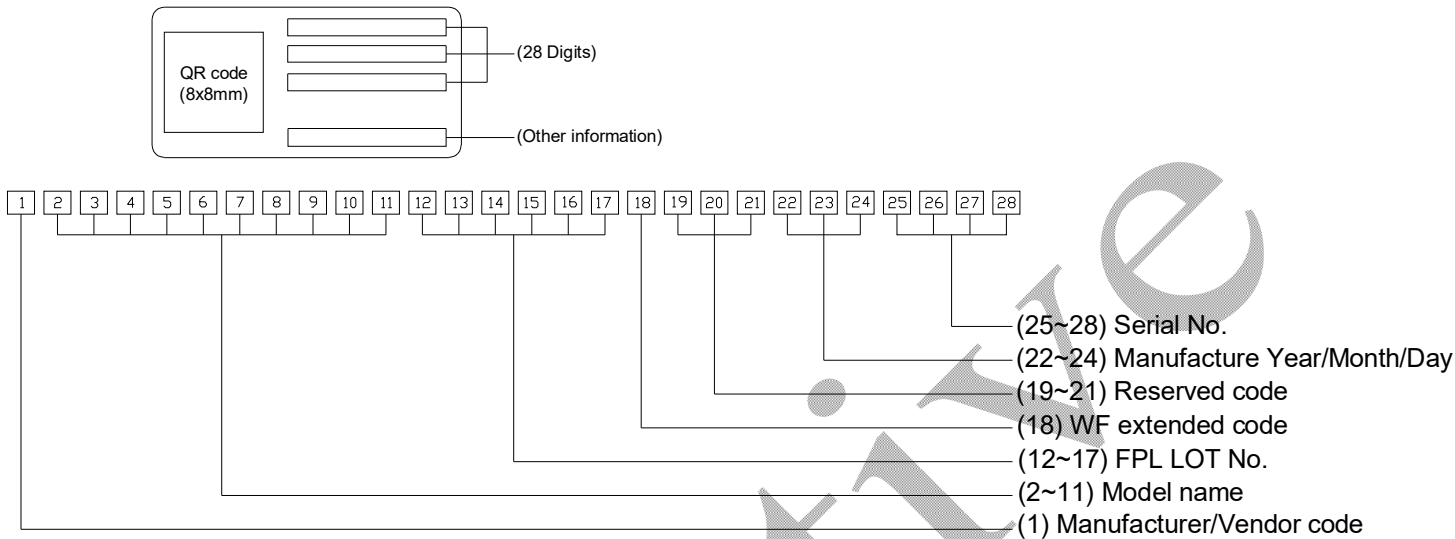 QR code
(8x8mm)
(28 Digits)
(Other information)
1 2 3 4 5 6 7 8 9 10 11 12 13 14 15 16 17 18 19 20 21 22 23 24 25 26 27 28
(25~28) Serial No.
(22~24) Manufacture Year/Month/Day
(19~21) Reserved code
(18) WF extended code
(12~17) FPL LOT No.
(2~11) Model name
(1) Manufacturer/Vendor code